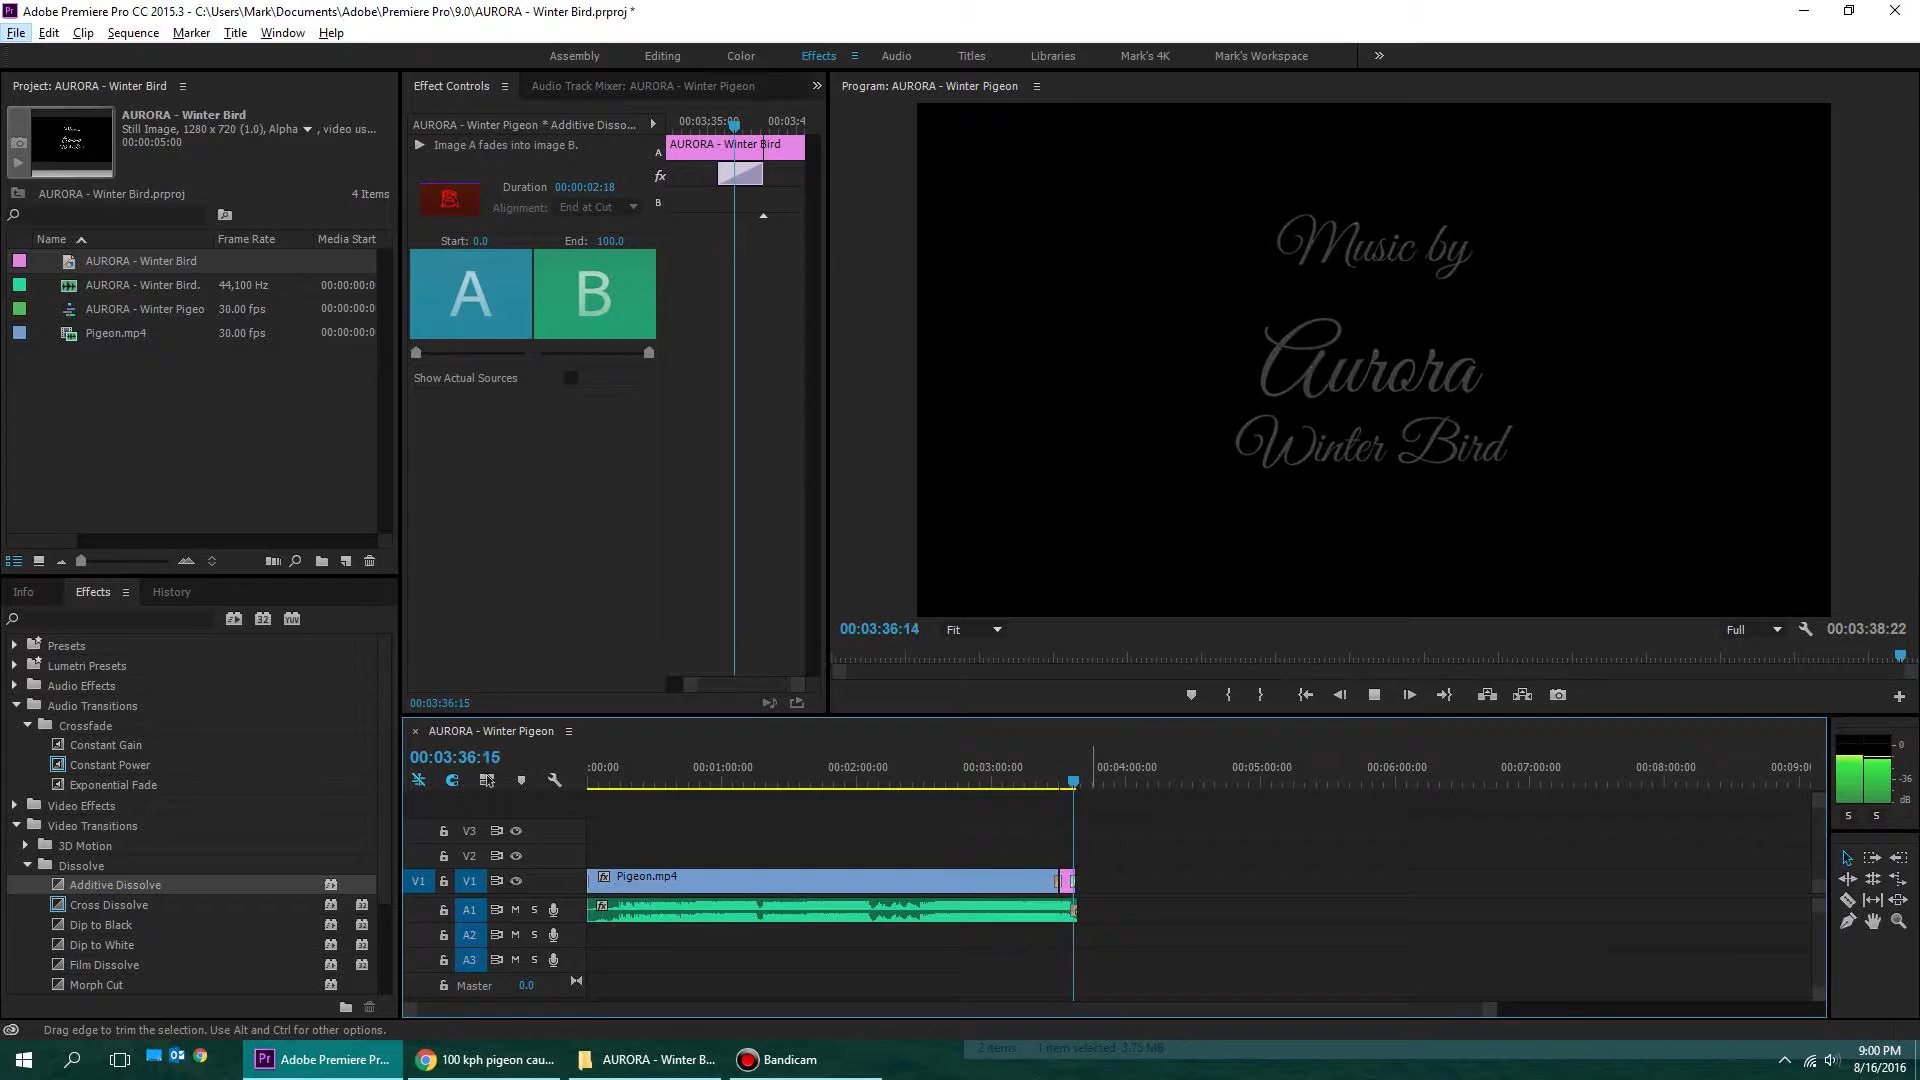 Adobe Premiere Pro CC 2015.3 - C:\Users\Mark\Documents\Adobe\Premiere Pro\9.0\AURORA - Winter Bird.prproj *
File Edit Clip Sequence Marker Title Window Help
Assembly Editing Color Effects Audio Titles Libraries Mark's 4K Mark's Workspace
Project: AURORA - Winter Bird
AURORA - Winter Bird
Still Image, 1280 x 720 (1.0), Alpha , video us...
00:00:05:00
AURORA - Winter Bird.prproj 4 Items
Name Frame Rate Media Start
AURORA - Winter Bird
AURORA - Winter Bird. 44,100 Hz 00:00:00:0
AURORA - Winter Pigeo 30.00 fps 00:00:00:0
Pigeon.mp4 30.00 fps 00:00:00:0
Effect Controls Audio Track Mixer: AURORA - Winter Pigeon
AURORA - Winter Pigeon * Additive Disso...
00:03:35:00 00:03:4
Image A fades into image B.
A AURORA - Winter Bird
fx
B
Duration 00:00:02:18
Alignment: End at Cut
Start: 0.0 End: 100.0
A B
Show Actual Sources
00:03:36:15
Program: AURORA - Winter Pigeon
Music by
Aurora
Winter Bird
00:03:36:14 Fit Full 00:03:38:22
Info Effects History
32 YUV
Presets
Lumetri Presets
Audio Effects
Audio Transitions
Crossfade
Constant Gain
Constant Power
Exponential Fade
Video Effects
Video Transitions
3D Motion
Dissolve
Additive Dissolve
Cross Dissolve
Dip to Black
Dip to White
Film Dissolve
Morph Cut
AURORA - Winter Pigeon
00:03:36:15
:00:00 00:01:00:00 00:02:00:00 00:03:00:00 00:04:00:00 00:05:00:00 00:06:00:00 00:07:00:00 00:08:00:00 00:09:0
V3
V2
V1 V1 fx Pigeon.mp4
A1 M S fx
A2 M S
A3 M S
Master 0.0
0
-36
dB
S S
Drag edge to trim the selection. Use Alt and Ctrl for other options.
2 items 1 item selected 3.75 MB
Adobe Premiere Pr... 100 kph pigeon cau... AURORA - Winter B... Bandicam
9:00 PM
8/16/2016